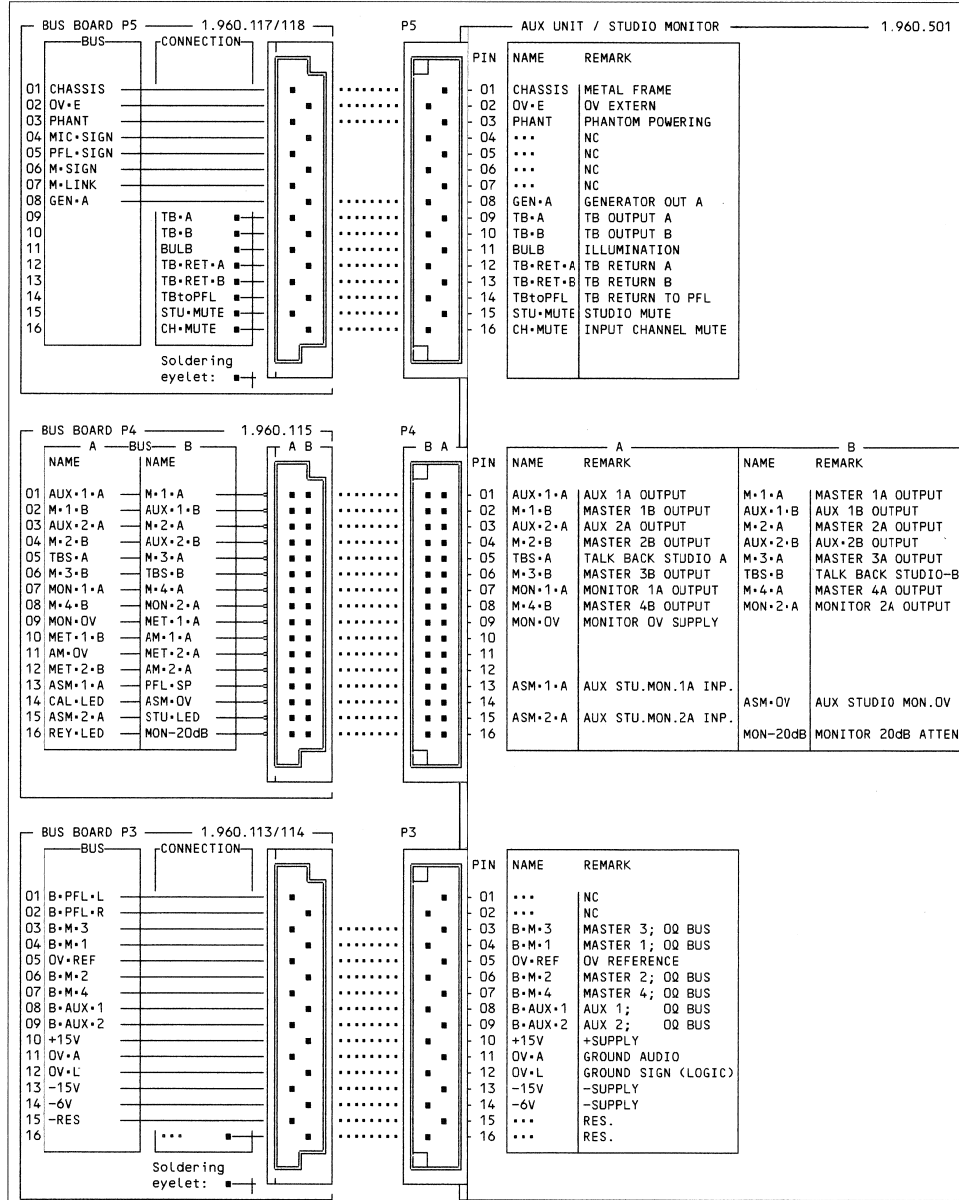 BUS BOARD P5 1.960.117/118 P5 AUX UNIT / STUDIO MONITOR 1.960.501
BUS CONNECTION
PIN NAME REMARK
01 CHASSIS 01 CHASSIS METAL FRAME
02 0V▪E 02 0V▪E 0V EXTERN
03 PHANT 03 PHANT PHANTOM POWERING
04 MIC▪SIGN 04 ▪▪▪ NC
05 PFL▪SIGN 05 ▪▪▪ NC
06 M▪SIGN 06 ▪▪▪ NC
07 M▪LINK 07 ▪▪▪ NC
08 GEN▪A 08 GEN▪A GENERATOR OUT A
09 TB▪A 09 TB▪A TB OUTPUT A
10 TB▪B 10 TB▪B TB OUTPUT B
11 BULB 11 BULB ILLUMINATION
12 TB▪RET▪A 12 TB▪RET▪A TB RETURN A
13 TB▪RET▪B 13 TB▪RET▪B TB RETURN B
14 TBtoPFL 14 TBtoPFL TB RETURN TO PFL
15 STU▪MUTE 15 STU▪MUTE STUDIO MUTE
16 CH▪MUTE 16 CH▪MUTE INPUT CHANNEL MUTE
Soldering
eyelet:
BUS BOARD P4 1.960.115 P4
A BUS B A B B A A B
NAME NAME PIN NAME REMARK NAME REMARK
01 AUX▪1▪A M▪1▪A 01 AUX▪1▪A AUX 1A OUTPUT M▪1▪A MASTER 1A OUTPUT
02 M▪1▪B AUX▪1▪B 02 M▪1▪B MASTER 1B OUTPUT AUX▪1▪B AUX 1B OUTPUT
03 AUX▪2▪A M▪2▪A 03 AUX▪2▪A AUX 2A OUTPUT M▪2▪A MASTER 2A OUTPUT
04 M▪2▪B AUX▪2▪B 04 M▪2▪B MASTER 2B OUTPUT AUX▪2▪B AUX▪2B OUTPUT
05 TBS▪A M▪3▪A 05 TBS▪A TALK BACK STUDIO A M▪3▪A MASTER 3A OUTPUT
06 M▪3▪B TBS▪B 06 M▪3▪B MASTER 3B OUTPUT TBS▪B TALK BACK STUDIO-B
07 MON▪1▪A M▪4▪A 07 MON▪1▪A MONITOR 1A OUTPUT M▪4▪A MASTER 4A OUTPUT
08 M▪4▪B MON▪2▪A 08 M▪4▪B MASTER 4B OUTPUT MON▪2▪A MONITOR 2A OUTPUT
09 MON▪0V MET▪1▪A 09 MON▪0V MONITOR 0V SUPPLY
10 MET▪1▪B AM▪1▪A 10
11 AM▪0V MET▪2▪A 11
12 MET▪2▪B AM▪2▪A 12
13 ASM▪1▪A PFL▪SP 13 ASM▪1▪A AUX STU.MON.1A INP.
14 CAL▪LED ASM▪0V 14 ASM▪0V AUX STUDIO MON.0V
15 ASM▪2▪A STU▪LED 15 ASM▪2▪A AUX STU.MON.2A INP.
16 REY▪LED MON-20dB 16 MON-20dB MONITOR 20dB ATTEN
BUS BOARD P3 1.960.113/114 P3
BUS CONNECTION
PIN NAME REMARK
01 B▪PFL▪L 01 ▪▪▪ NC
02 B▪PFL▪R 02 ▪▪▪ NC
03 B▪M▪3 03 B▪M▪3 MASTER 3; 0Ω BUS
04 B▪M▪1 04 B▪M▪1 MASTER 1; 0Ω BUS
05 0V▪REF 05 0V▪REF 0V REFERENCE
06 B▪M▪2 06 B▪M▪2 MASTER 2; 0Ω BUS
07 B▪M▪4 07 B▪M▪4 MASTER 4; 0Ω BUS
08 B▪AUX▪1 08 B▪AUX▪1 AUX 1; 0Ω BUS
09 B▪AUX▪2 09 B▪AUX▪2 AUX 2; 0Ω BUS
10 +15V 10 +15V +SUPPLY
11 0V▪A 11 0V▪A GROUND AUDIO
12 0V▪L 12 0V▪L GROUND SIGN (LOGIC)
13 -15V 13 -15V -SUPPLY
14 -6V 14 -6V -SUPPLY
15 -RES 15 ▪▪▪ RES.
16 ▪▪▪ 16 ▪▪▪ RES.
Soldering
eyelet: